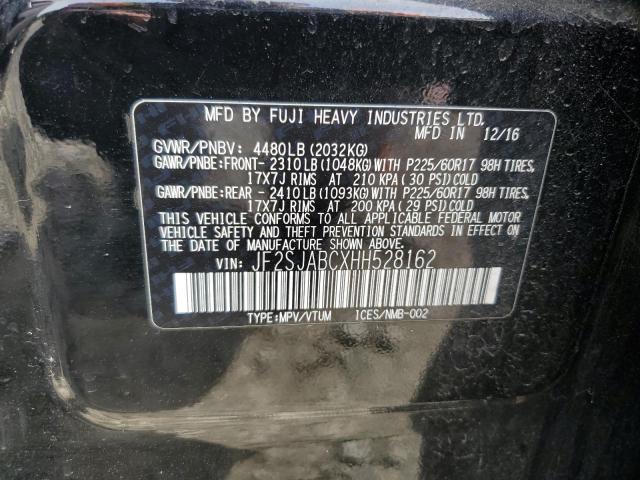 MFD BY FUJI HEAVY INDUSTRIES LTD.
MFD IN 12/16
GVWR/PNBV: 4480LB(2032KG)
GAWR/PNBE:FRONT- 2310LB(1048KG)WITH P225/60R17 98H TIRES,
17X7J RIMS AT 210 KPA( 30 PSI)COLD
GAWR/PNBE:REAR - 2410LB(1093KG)WITH P225/60R17 98H TIRES,
17X7J RIMS AT 200 KPA( 29 PSI)COLD
THIS VEHICLE CONFORMS TO ALL APPLICABLE FEDERAL MOTOR
VEHICLE SAFETY AND THEFT PREVENTION STANDARDS IN EFFECT ON
THE DATE OF MANUFACTURE SHOWN ABOVE.
VIN: JF2SJABCXHH528162
TYPE:MPV/VTUM ICES/NMB-002